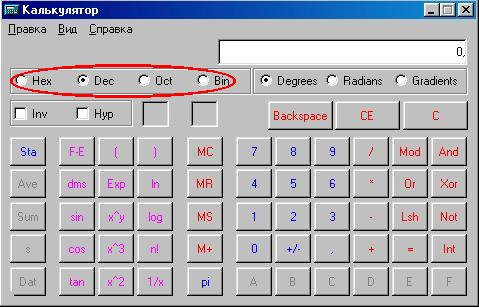 Калькулятор
Правка Вид Справка
0,
Hex Dec Oct Bin Degrees Radians Gradients
Inv Hyp Backspace CE C
Sta F-E ( ) MC 7 8 9 / Mod And
Ave dms Exp ln MR 4 5 6 * Or Xor
Sum sin x^y log MS 1 2 3 - Lsh Not
s cos x^3 n! M+ 0 +/- , + = Int
Dat tan x^2 1/x pi A B C D E F